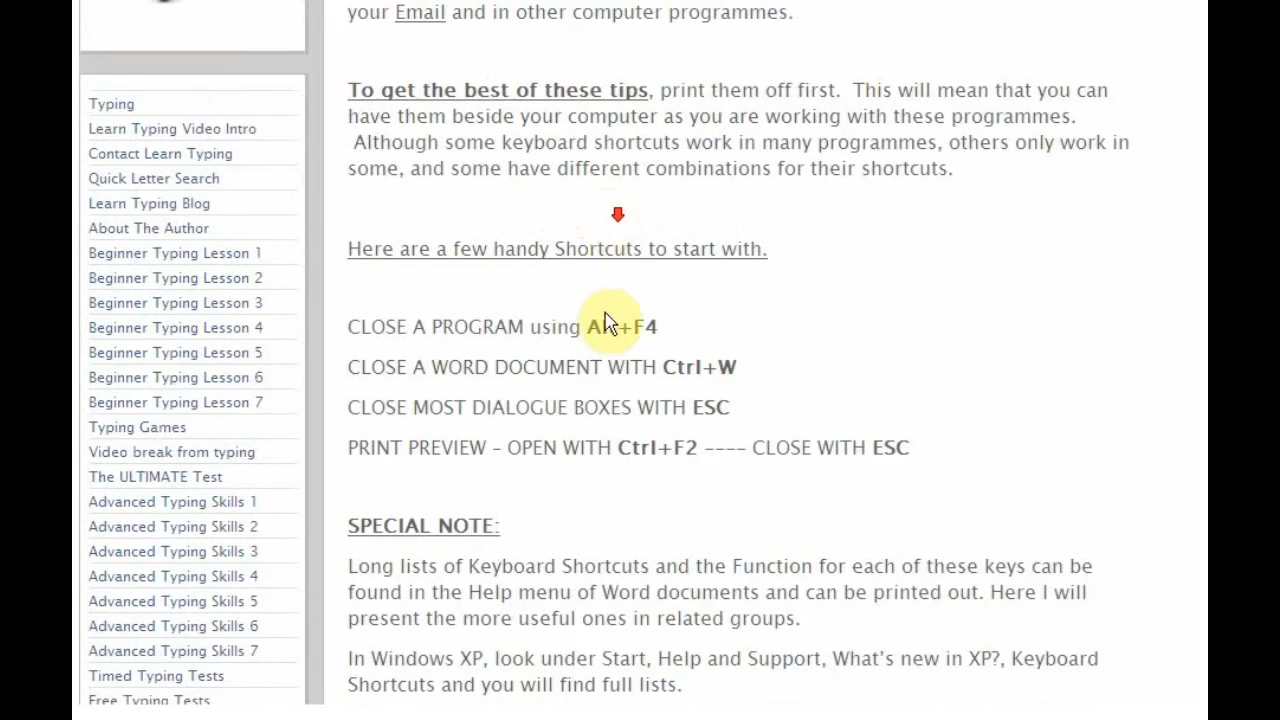 your Email and in other computer programmes.
To get the best of these tips, print them off first.  This will mean that you can
have them beside your computer as you are working with these programmes.
Although some keyboard shortcuts work in many programmes, others only work in
some, and some have different combinations for their shortcuts.
Here are a few handy Shortcuts to start with.
CLOSE A PROGRAM using Alt+F4
CLOSE A WORD DOCUMENT WITH Ctrl+W
CLOSE MOST DIALOGUE BOXES WITH ESC
PRINT PREVIEW – OPEN WITH Ctrl+F2 ---- CLOSE WITH ESC
SPECIAL NOTE:
Long lists of Keyboard Shortcuts and the Function for each of these keys can be
found in the Help menu of Word documents and can be printed out. Here I will
present the more useful ones in related groups.
In Windows XP, look under Start, Help and Support, What's new in XP?, Keyboard
Shortcuts and you will find full lists.
Typing
Learn Typing Video Intro
Contact Learn Typing
Quick Letter Search
Learn Typing Blog
About The Author
Beginner Typing Lesson 1
Beginner Typing Lesson 2
Beginner Typing Lesson 3
Beginner Typing Lesson 4
Beginner Typing Lesson 5
Beginner Typing Lesson 6
Beginner Typing Lesson 7
Typing Games
Video break from typing
The ULTIMATE Test
Advanced Typing Skills 1
Advanced Typing Skills 2
Advanced Typing Skills 3
Advanced Typing Skills 4
Advanced Typing Skills 5
Advanced Typing Skills 6
Advanced Typing Skills 7
Timed Typing Tests
Free Typing Tests